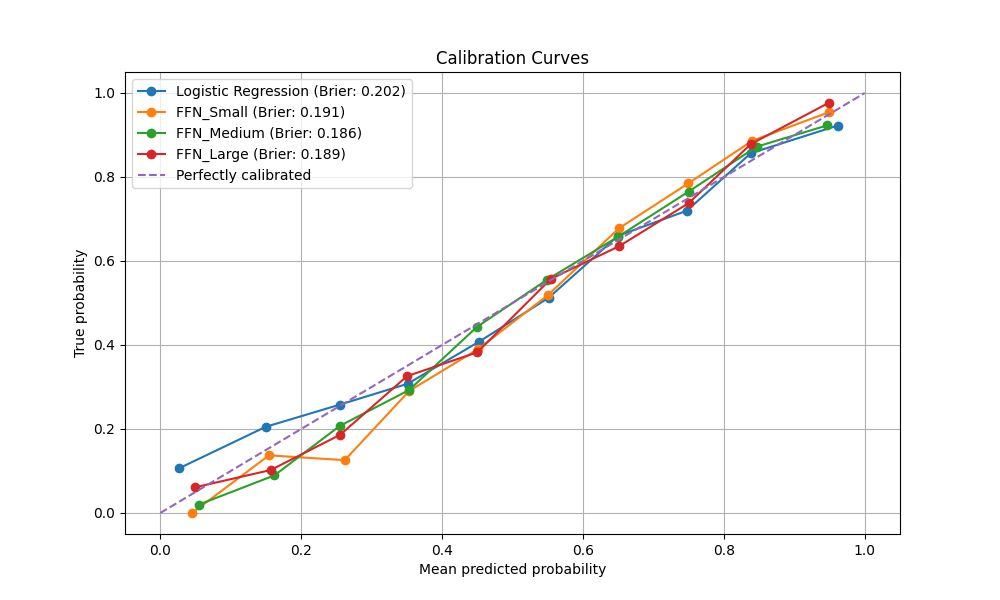 Calibration Curves
Logistic Regression (Brier: 0.202)
FFN_Small (Brier: 0.191)
FFN_Medium (Brier: 0.186)
FFN_Large (Brier: 0.189)
Perfectly calibrated
True probability
1.0
0.8
0.6
0.4
0.2
0.0
0.0 0.2 0.4 0.6 0.8 1.0
Mean predicted probability